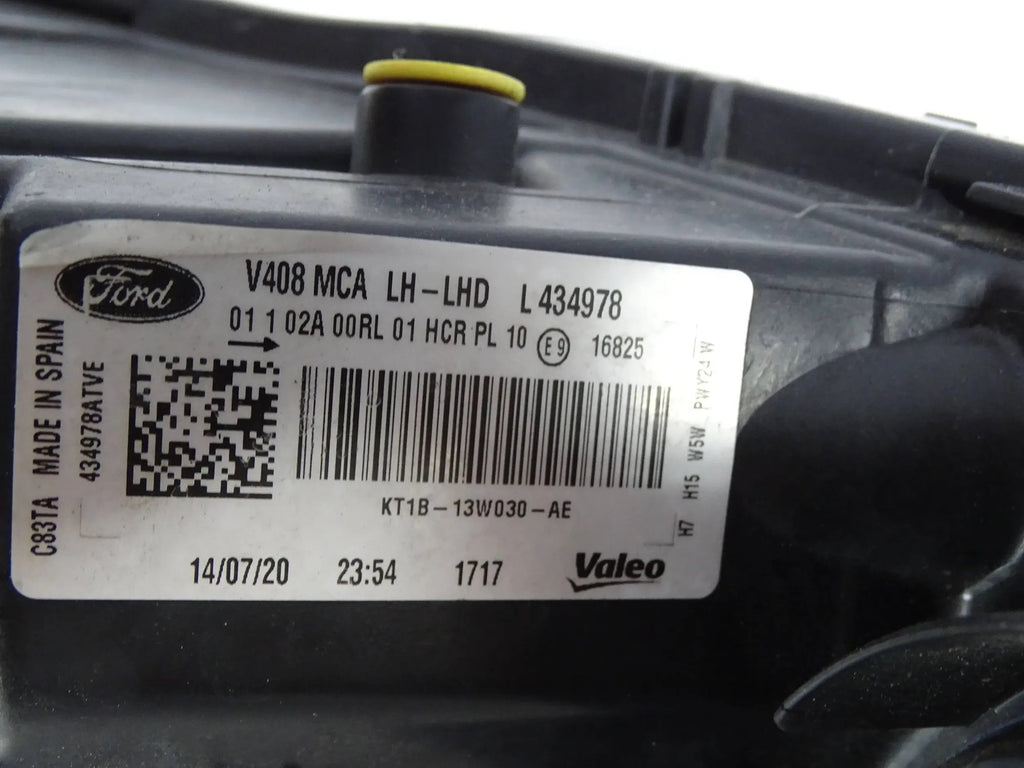 Ford
V408 MCA LH-LHD L 434978
01 1 02A 00RL 01 HCR PL 10 E9 16825
C83TA MADE IN SPAIN
434978ATVE
KT1B-13W030-AE
H7 H15 W5W PWY24W
14/07/20 23:54 1717 Valeo